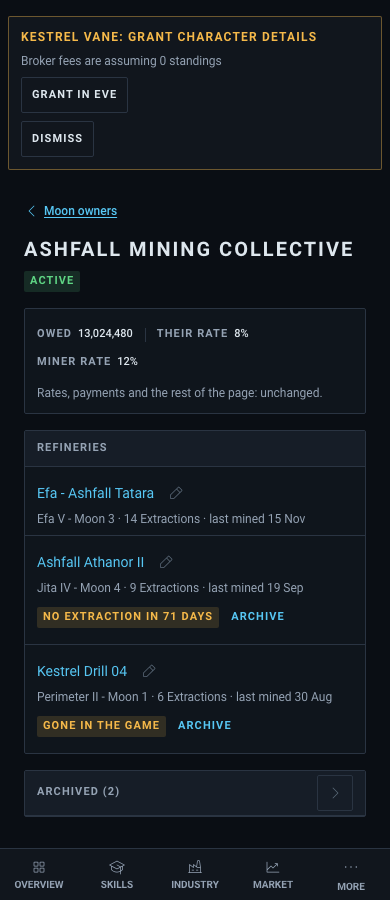 KESTREL VANE: GRANT CHARACTER DETAILS
Broker fees are assuming 0 standings
GRANT IN EVE
DISMISS
Moon owners
ASHFALL MINING COLLECTIVE
ACTIVE
OWED 13,024,480 THEIR RATE 8%
MINER RATE 12%
Rates, payments and the rest of the page: unchanged.
REFINERIES
Efa - Ashfall Tatara
Efa V - Moon 3 · 14 Extractions · last mined 15 Nov
Ashfall Athanor II
Jita IV - Moon 4 · 9 Extractions · last mined 19 Sep
NO EXTRACTION IN 71 DAYS ARCHIVE
Kestrel Drill 04
Perimeter II - Moon 1 · 6 Extractions · last mined 30 Aug
GONE IN THE GAME ARCHIVE
ARCHIVED (2)
OVERVIEW SKILLS INDUSTRY MARKET MORE